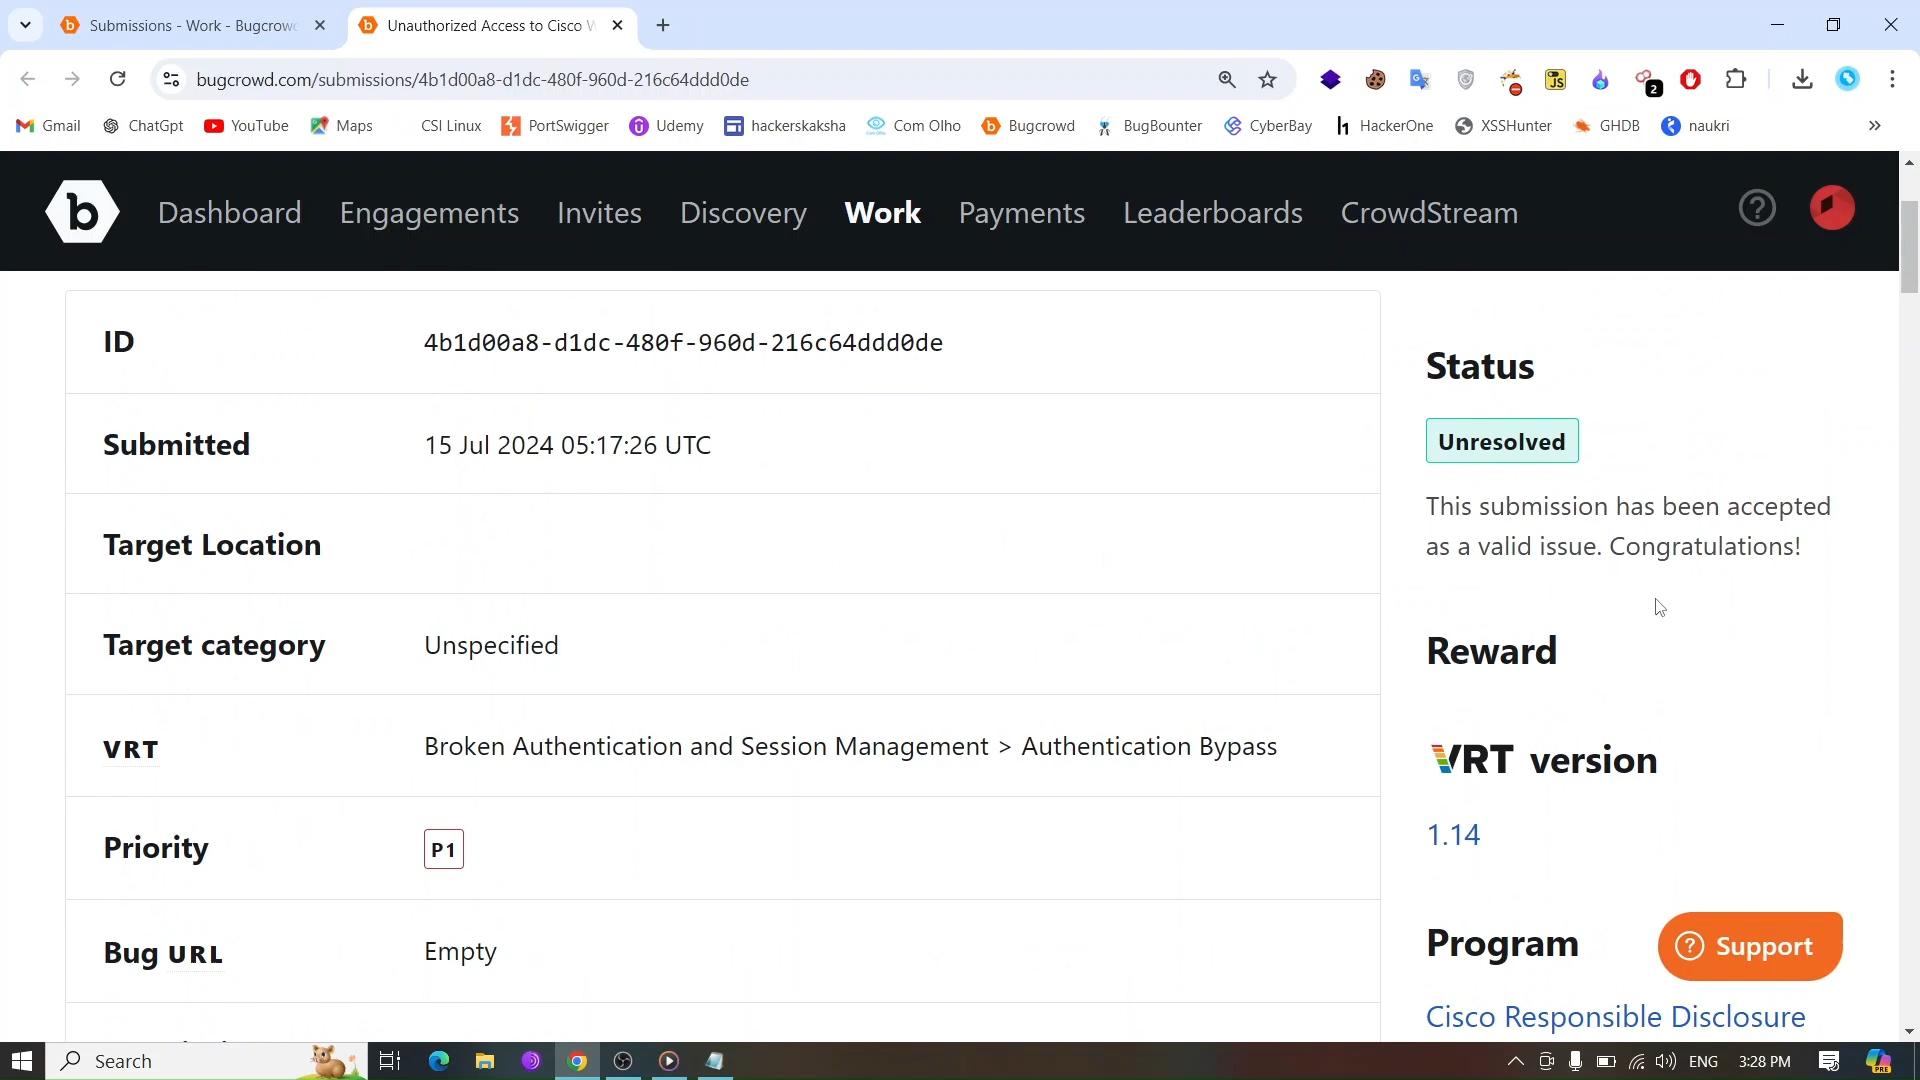 Submissions - Work - Bugcrow
Unauthorized Access to Cisco W
bugcrowd.com/submissions/4b1d00a8-d1dc-480f-960d-216c64ddd0de
2
JS
Gmail ChatGpt YouTube Maps CSI Linux PortSwigger Udemy hackerskaksha Com Olho Bugcrowd BugBounter CyberBay HackerOne XSSHunter GHDB naukri »
b Dashboard Engagements Invites Discovery Work Payments Leaderboards CrowdStream ?
ID 4b1d00a8-d1dc-480f-960d-216c64ddd0de
Submitted 15 Jul 2024 05:17:26 UTC
Target Location
Target category Unspecified
VRT Broken Authentication and Session Management > Authentication Bypass
Priority P1
Bug URL Empty
Status
Unresolved
This submission has been accepted
as a valid issue. Congratulations!
Reward
VRT version
1.14
Program
? Support
Cisco Responsible Disclosure
Search
ENG 3:28 PM
PRE